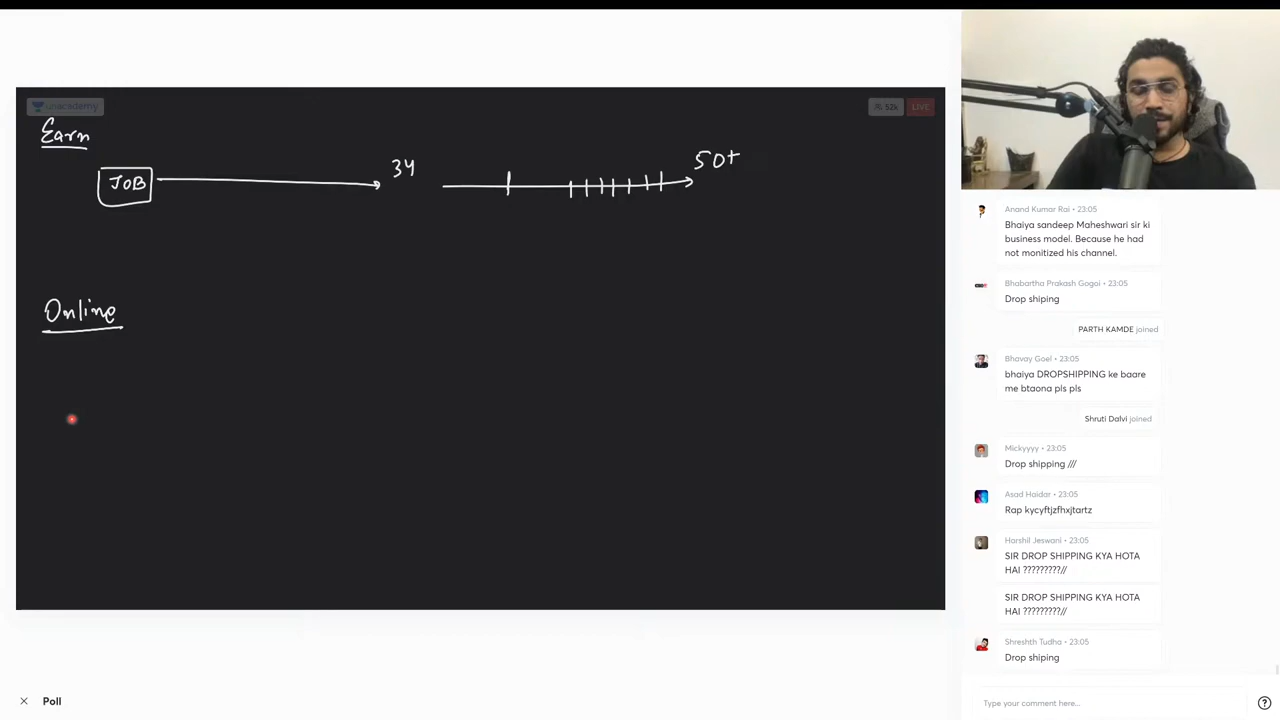 unacademy
52k
LIVE
Earn
JOB
34
50+
Online
Anand Kumar Rai • 23:05
Bhaiya sandeep Maheshwari sir ki
business model. Because he had
not monitized his channel.
Bhabartha Prakash Gogoi • 23:05
Drop shiping
PARTH KAMDE joined
Bhavay Goel • 23:05
bhaiya DROPSHIPPING ke baare
me btaona pls pls
Shruti Dalvi joined
Mickyyyy • 23:05
Drop shipping ///
Asad Haidar • 23:05
Rap kycyftjzfhxjtartz
Harshil Jeswani • 23:05
SIR DROP SHIPPING KYA HOTA
HAI ?????????//
SIR DROP SHIPPING KYA HOTA
HAI ?????????//
Shreshth Tudha • 23:05
Drop shiping
Poll
Type your comment here...